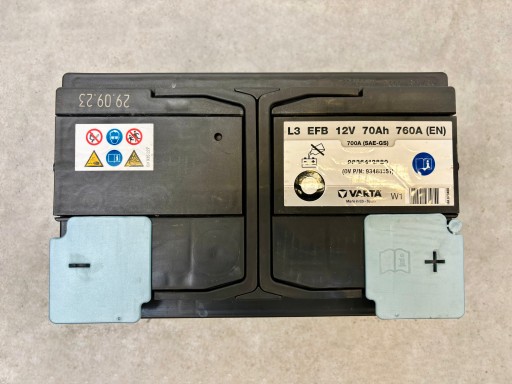 29.09.23
L3 EFB 12V 70Ah 760A (EN)
700A (SAE-GS)
VARTA
W1
-
+